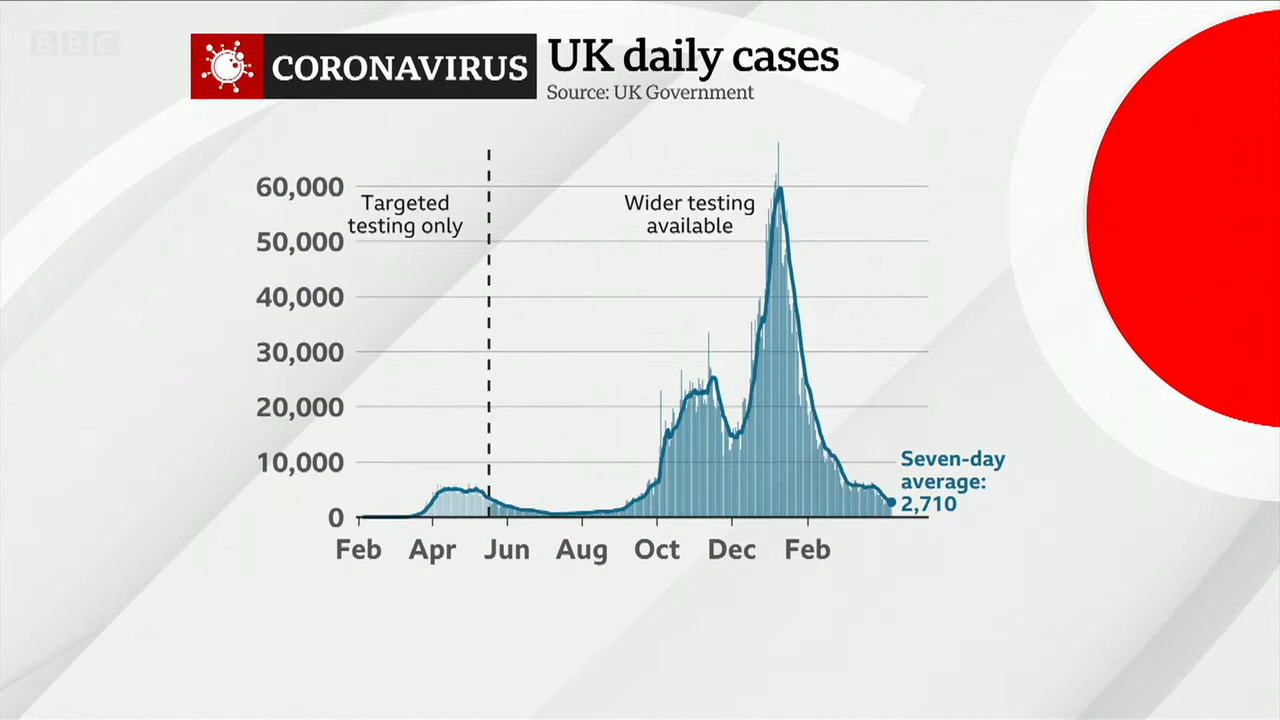 BBC
CORONAVIRUS
UK daily cases
Source: UK Government
60,000
50,000
40,000
30,000
20,000
10,000
0
Targeted
testing only
Wider testing
available
Seven-day
average:
2,710
Feb Apr Jun Aug Oct Dec Feb